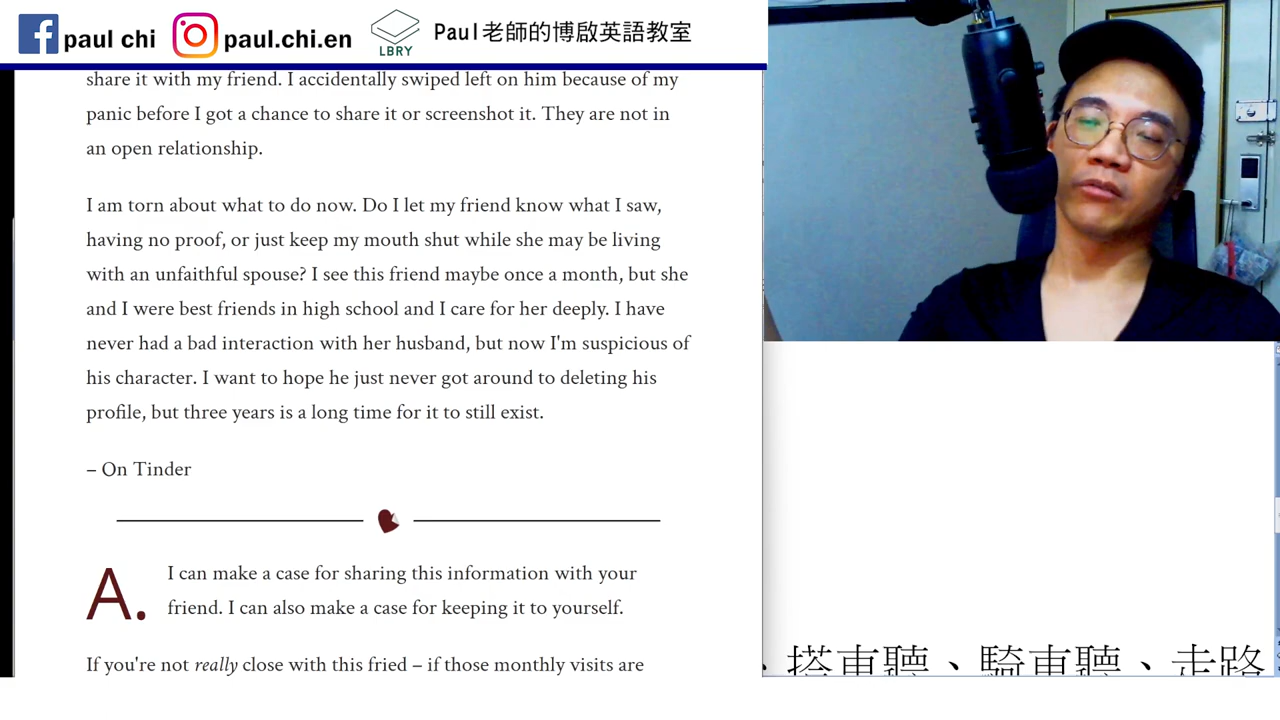 paul chi
paul.chi.en
LBRY
Paul老師的博啟英語教室
share it with my friend. I accidentally swiped left on him because of my
panic before I got a chance to share it or screenshot it. They are not in
an open relationship.
I am torn about what to do now. Do I let my friend know what I saw,
having no proof, or just keep my mouth shut while she may be living
with an unfaithful spouse? I see this friend maybe once a month, but she
and I were best friends in high school and I care for her deeply. I have
never had a bad interaction with her husband, but now I'm suspicious of
his character. I want to hope he just never got around to deleting his
profile, but three years is a long time for it to still exist.
– On Tinder
A.
I can make a case for sharing this information with your
friend. I can also make a case for keeping it to yourself.
If you're not really close with this fried – if those monthly visits are
、搭車聽、騎車聽、走路